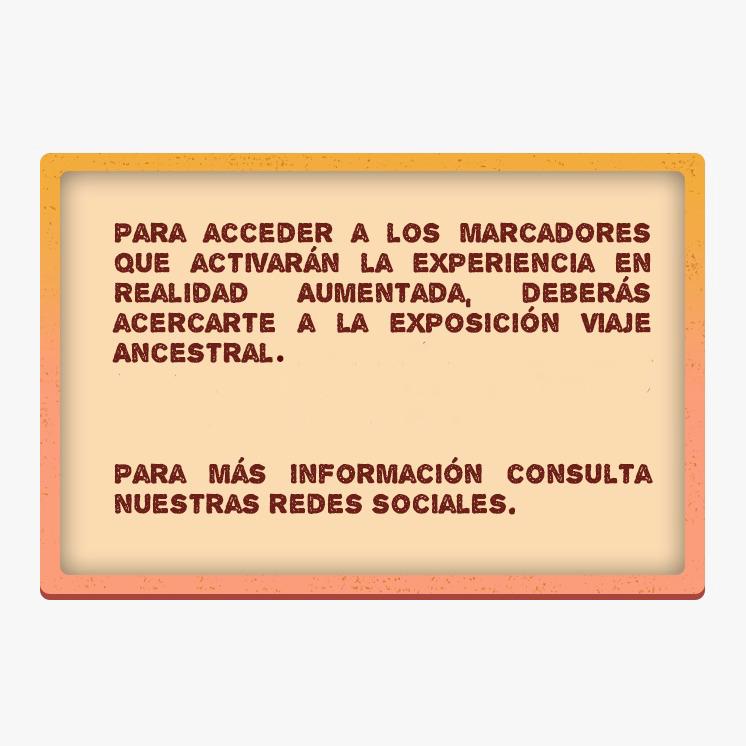 PARA ACCEDER A LOS MARCADORES
QUE ACTIVARÁN LA EXPERIENCIA EN
REALIDAD AUMENTADA, DEBERÁS
ACERCARTE A LA EXPOSICIÓN VIAJE
ANCESTRAL.
PARA MÁS INFORMACIÓN CONSULTA
NUESTRAS REDES SOCIALES.